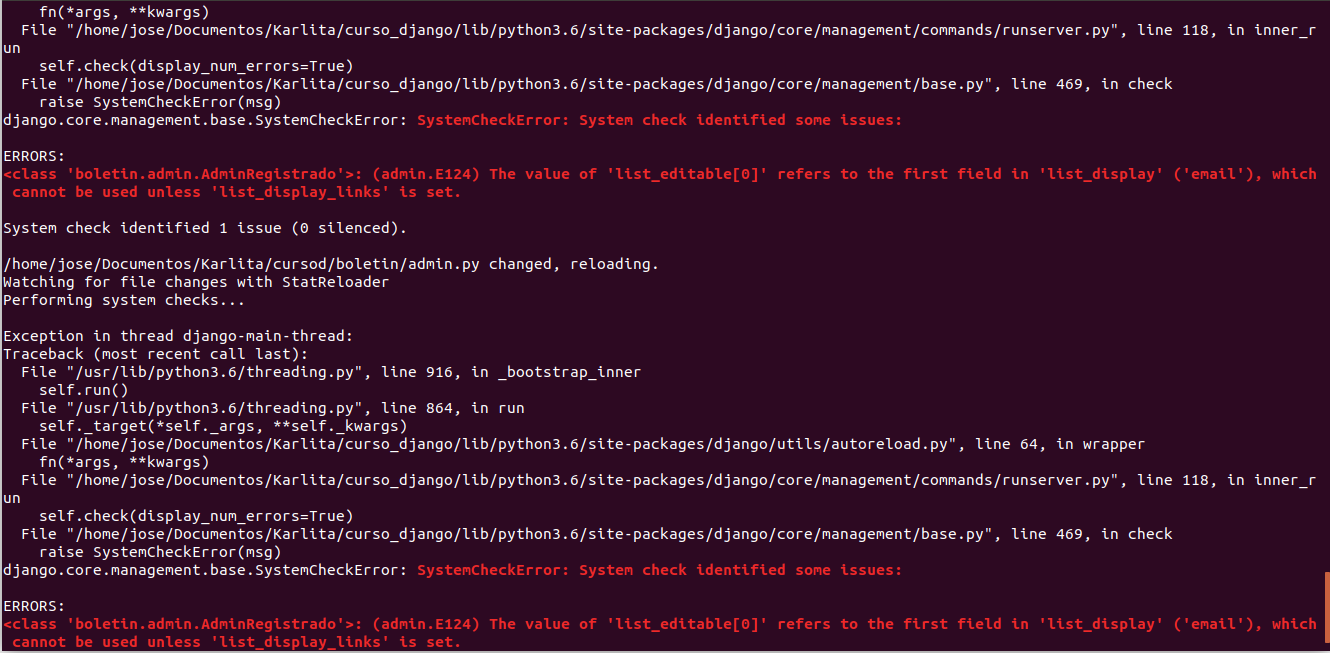 fn(*args, **kwargs)
File "/home/jose/Documentos/Karlita/curso_django/lib/python3.6/site-packages/django/core/management/commands/runserver.py", line 118, in inner_r
un
self.check(display_num_errors=True)
File "/home/jose/Documentos/Karlita/curso_django/lib/python3.6/site-packages/django/core/management/base.py", line 469, in check
raise SystemCheckError(msg)
django.core.management.base.SystemCheckError: SystemCheckError: System check identified some issues:
ERRORS:
<class 'boletin.admin.AdminRegistrado'>: (admin.E124) The value of 'list_editable[0]' refers to the first field in 'list_display' ('email'), which
cannot be used unless 'list_display_links' is set.
System check identified 1 issue (0 silenced).
/home/jose/Documentos/Karlita/cursod/boletin/admin.py changed, reloading.
Watching for file changes with StatReloader
Performing system checks...
Exception in thread django-main-thread:
Traceback (most recent call last):
File "/usr/lib/python3.6/threading.py", line 916, in _bootstrap_inner
self.run()
File "/usr/lib/python3.6/threading.py", line 864, in run
self._target(*self._args, **self._kwargs)
File "/home/jose/Documentos/Karlita/curso_django/lib/python3.6/site-packages/django/utils/autoreload.py", line 64, in wrapper
fn(*args, **kwargs)
File "/home/jose/Documentos/Karlita/curso_django/lib/python3.6/site-packages/django/core/management/commands/runserver.py", line 118, in inner_r
un
self.check(display_num_errors=True)
File "/home/jose/Documentos/Karlita/curso_django/lib/python3.6/site-packages/django/core/management/base.py", line 469, in check
raise SystemCheckError(msg)
django.core.management.base.SystemCheckError: SystemCheckError: System check identified some issues:
ERRORS:
<class 'boletin.admin.AdminRegistrado'>: (admin.E124) The value of 'list_editable[0]' refers to the first field in 'list_display' ('email'), which
cannot be used unless 'list_display_links' is set.